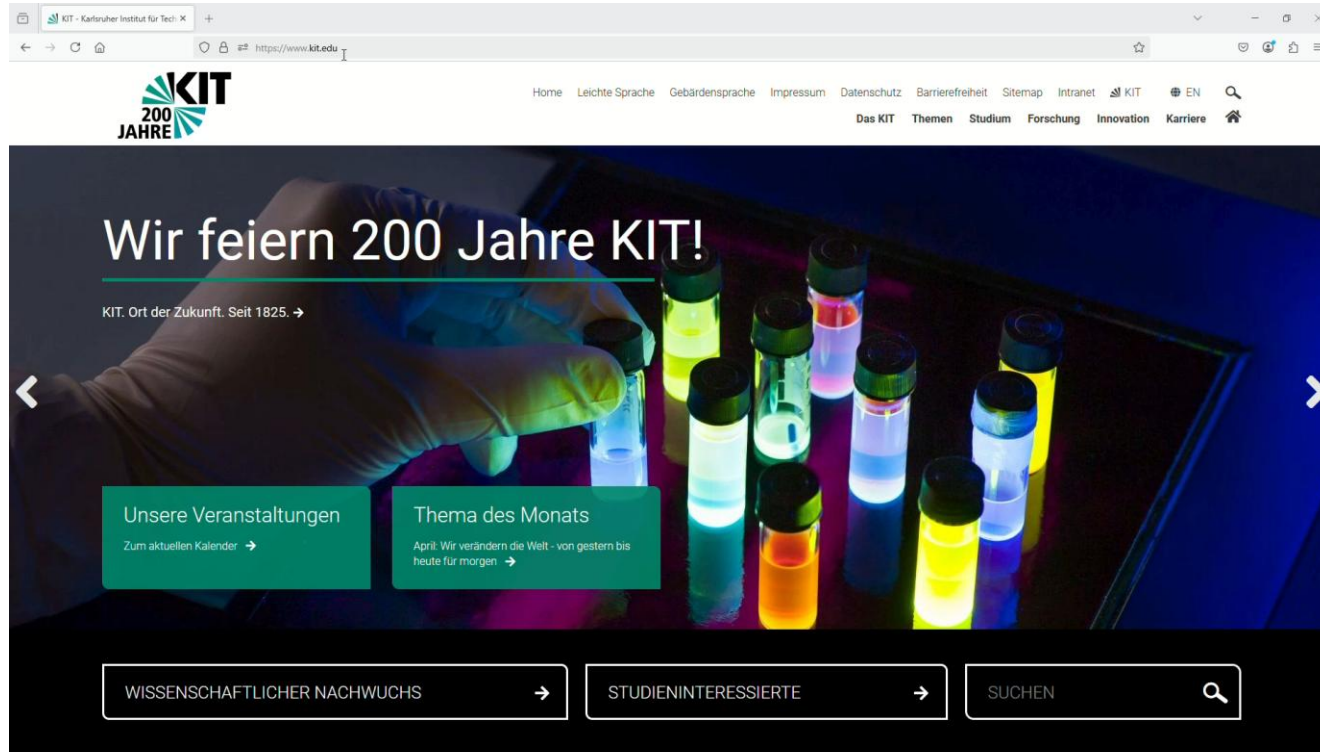 KIT - Karlsruher Institut für Tech
https://www.kit.edu
KIT
200
JAHRE
Home Leichte Sprache Gebärdensprache Impressum Datenschutz Barrierefreiheit Sitemap Intranet KIT EN
Das KIT Themen Studium Forschung Innovation Karriere
Wir feiern 200 Jahre KIT!
KIT. Ort der Zukunft. Seit 1825.
Unsere Veranstaltungen
Zum aktuellen Kalender
Thema des Monats
April: Wir verändern die Welt - von gestern bis
heute für morgen
WISSENSCHAFTLICHER NACHWUCHS
STUDIENINTERESSIERTE
SUCHEN